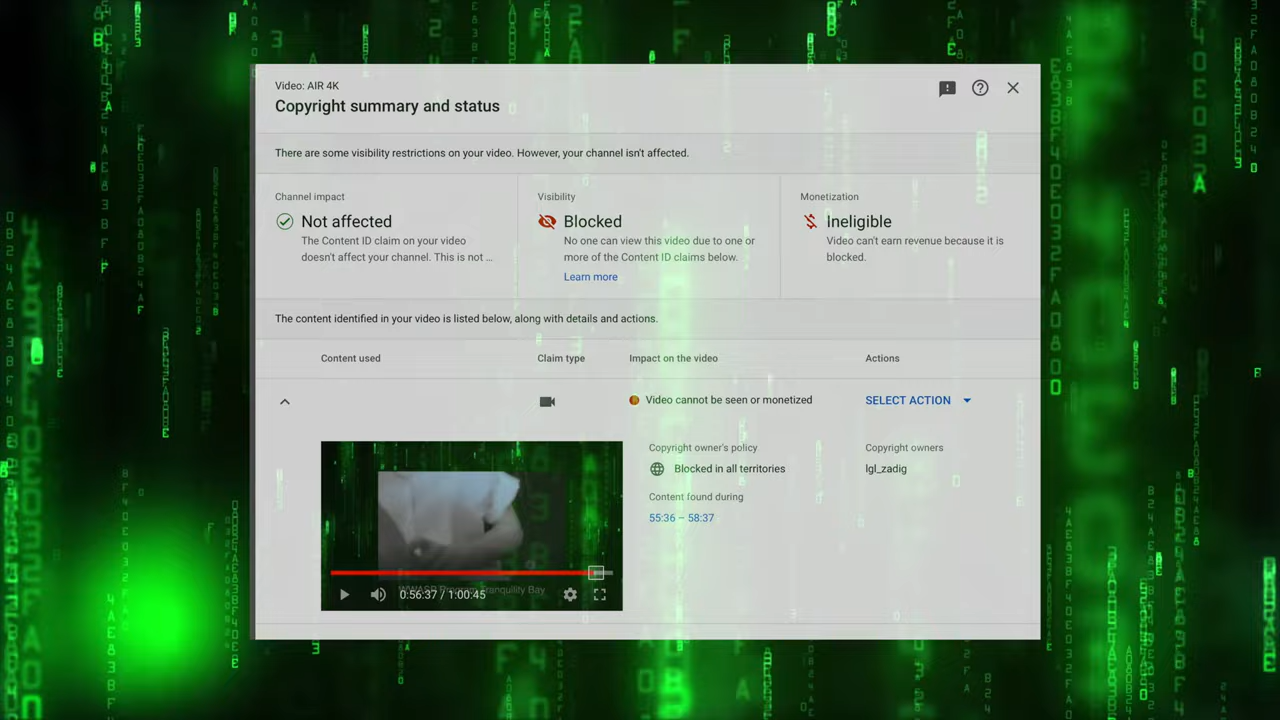 Video: AIR 4K
Copyright summary and status
There are some visibility restrictions on your video. However, your channel isn't affected.
Channel impact
Not affected
The Content ID claim on your video
doesn't affect your channel. This is not ...
Visibility
Blocked
No one can view this video due to one or
more of the Content ID claims below.
Learn more
Monetization
Ineligible
Video can't earn revenue because it is
blocked.
The content identified in your video is listed below, along with details and actions.
Content used Claim type Impact on the video Actions
Video cannot be seen or monetized SELECT ACTION
Copyright owner's policy
Blocked in all territories
Content found during
55:36 – 58:37
Copyright owners
lgl_zadig
Tranquility Bay
0:56:37 / 1:00:45